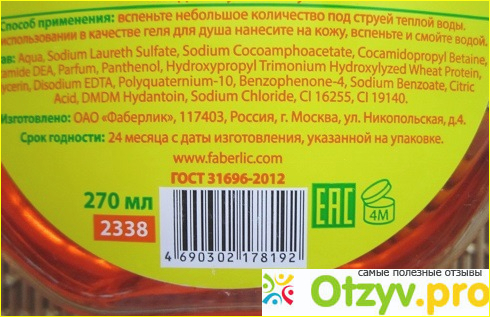 Способ применения: вспеньте небольшое количество под струей теплой воды.
использовании в качестве геля для душа нанесите на кожу, вспеньте и смойте водой.
ав: Aqua, Sodium Laureth Sulfate, Sodium Cocoamphoacetate, Cocamidopropyl Betaine,
amide DEA, Parfum, Panthenol, Hydroxypropyl Trimonium Hydroxylyzed Wheat Protein,
ycerin, Disodium EDTA, Polyquaternium-10, Benzophenone-4, Sodium Benzoate, Citric
Acid, DMDM Hydantoin, Sodium Chloride, CI 16255, CI 19140.
Изготовлено: ОАО «Фаберлик», 117403, Россия, г. Москва, ул. Никопольская, д.4.
Срок годности: 24 месяца с даты изготовления, указанной на упаковке.
www.faberlic.com
ГОСТ 31696-2012
270 мл
2338
EAC
4M
4 690302 178192
самые полезные отзывы
Otzyv.pro